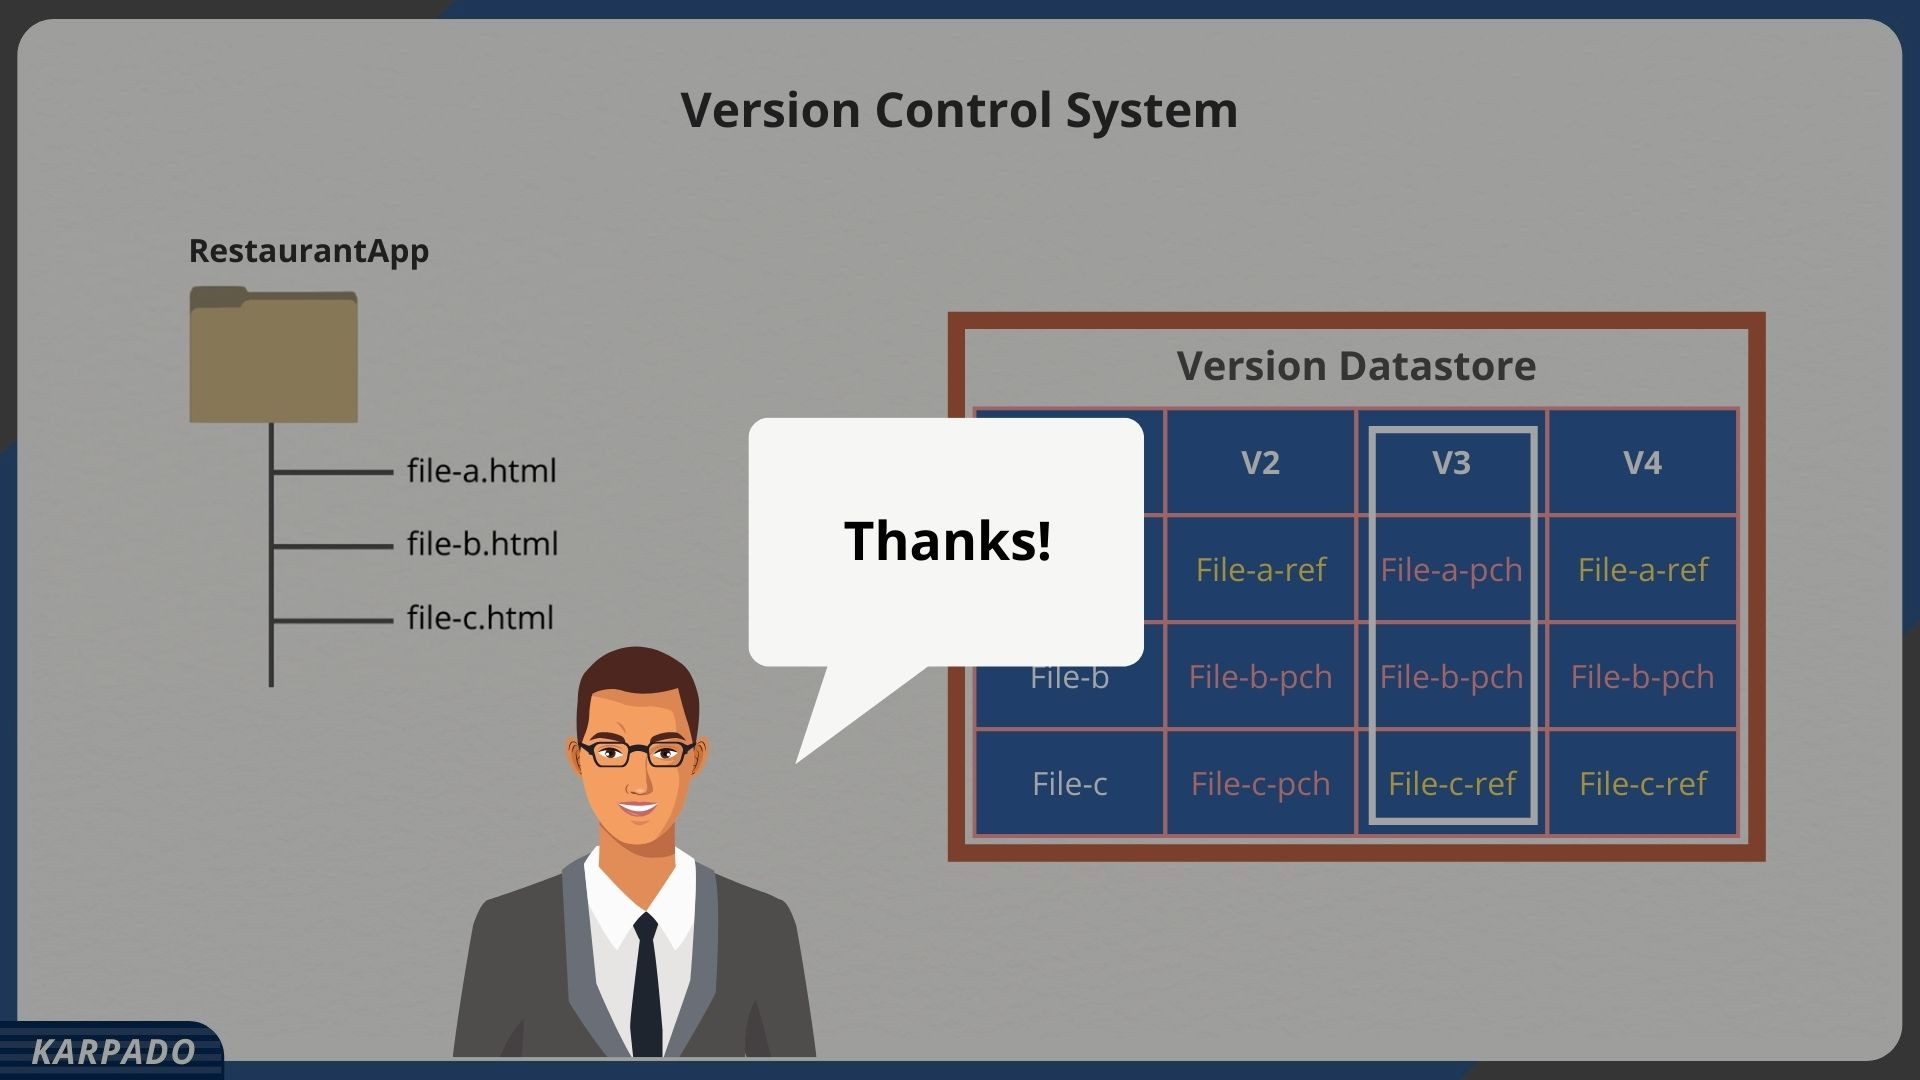 Version Control System
RestaurantApp
file-a.html
file-b.html
file-c.html
Thanks!
Version Datastore
V2 V3 V4
File-a-ref File-a-pch File-a-ref
File-b File-b-pch File-b-pch File-b-pch
File-c File-c-pch File-c-ref File-c-ref
KARPADO